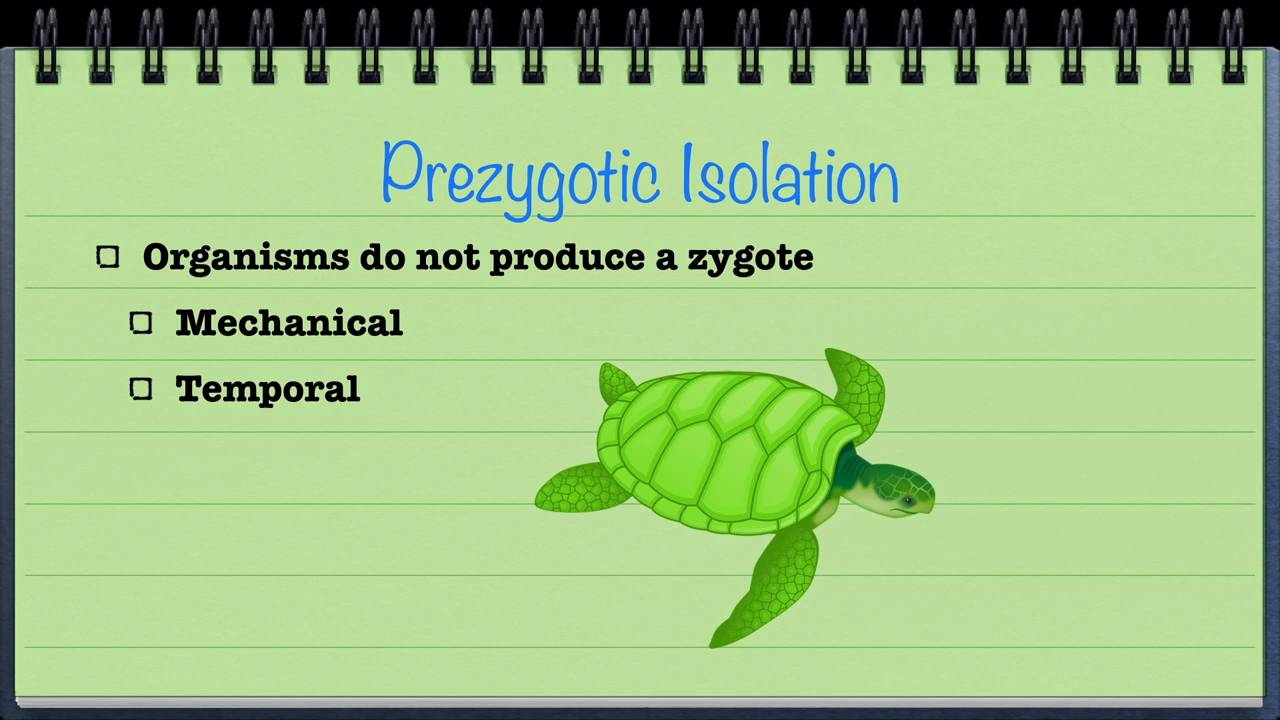 Prezygotic Isolation
Organisms do not produce a zygote
Mechanical
Temporal